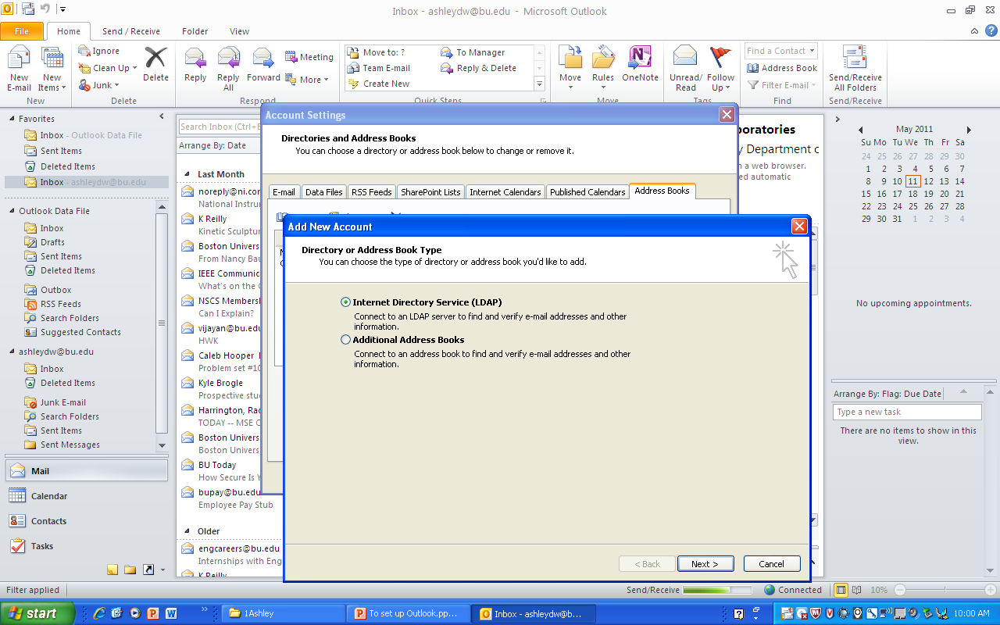 Inbox - ashleydw@bu.edu - Microsoft Outlook
File Home Send / Receive Folder View
New E-mail
New Items
New
Ignore
Clean Up
Junk
Delete
Delete
Reply
Reply All
Forward
Meeting
More
Respond
Move to: ?
Team E-mail
Create New
To Manager
Reply & Delete
Quick Steps
Move
Rules
OneNote
Move
Unread/ Read
Follow Up
Tags
Find a Contact
Address Book
Filter E-mail
Find
Send/Receive All Folders
Send/Receive
Favorites
Inbox - Outlook Data File
Sent Items
Deleted Items
Inbox - ashleydw@bu.edu
Outlook Data File
Inbox
Drafts
Sent Items
Deleted Items
Outbox
RSS Feeds
Search Folders
Suggested Contacts
ashleydw@bu.edu
Inbox
Deleted Items
Junk E-mail
Search Folders
Sent Items
Sent Messages
Mail
Calendar
Contacts
Tasks
Search Inbox (Ctrl+E
Arrange By: Date
Last Month
noreply@ni.com
National Instrum
K Reilly
Kinetic Sculptur
Boston Univers
From Nancy Bau
IEEE Communic
What's on the C
NSCS Membersh
Can I Explain?
vijayan@bu.edu
HWK
Caleb Hooper
Problem set #10
Kyle Brogle
Prospective stud
Harrington, Rac
TODAY -- MSE C
Boston Univers
Boston Univers
BU Today
How Secure Is Y
bupay@bu.edu
Employee Pay Stub
Older
engcareers@bu.edu
Internships with Eng
K Reilly
Account Settings
Directories and Address Books
You can choose a directory or address book below to change or remove it.
E-mail Data Files RSS Feeds SharePoint Lists Internet Calendars Published Calendars Address Books
Add New Account
Directory or Address Book Type
You can choose the type of directory or address book you'd like to add.
Internet Directory Service (LDAP)
Connect to an LDAP server to find and verify e-mail addresses and other
information.
Additional Address Books
Connect to an address book to find and verify e-mail addresses and other
information.
< Back Next > Cancel
boratories
y Department c
n a web browser.
ed automatic
May 2011
Su Mo Tu We Th Fr Sa
24 25 26 27 28 29 30
1 2 3 4 5 6 7
8 9 10 11 12 13 14
15 16 17 18 19 20 21
22 23 24 25 26 27 28
29 30 31 1 2 3 4
No upcoming appointments.
Arrange By: Flag: Due Date
Type a new task
There are no items to show in this
view.
Filter applied
Send/Receive
Connected
10%
start
1Ashley
To set up Outlook.pp...
Inbox - ashleydw@b...
10:00 AM